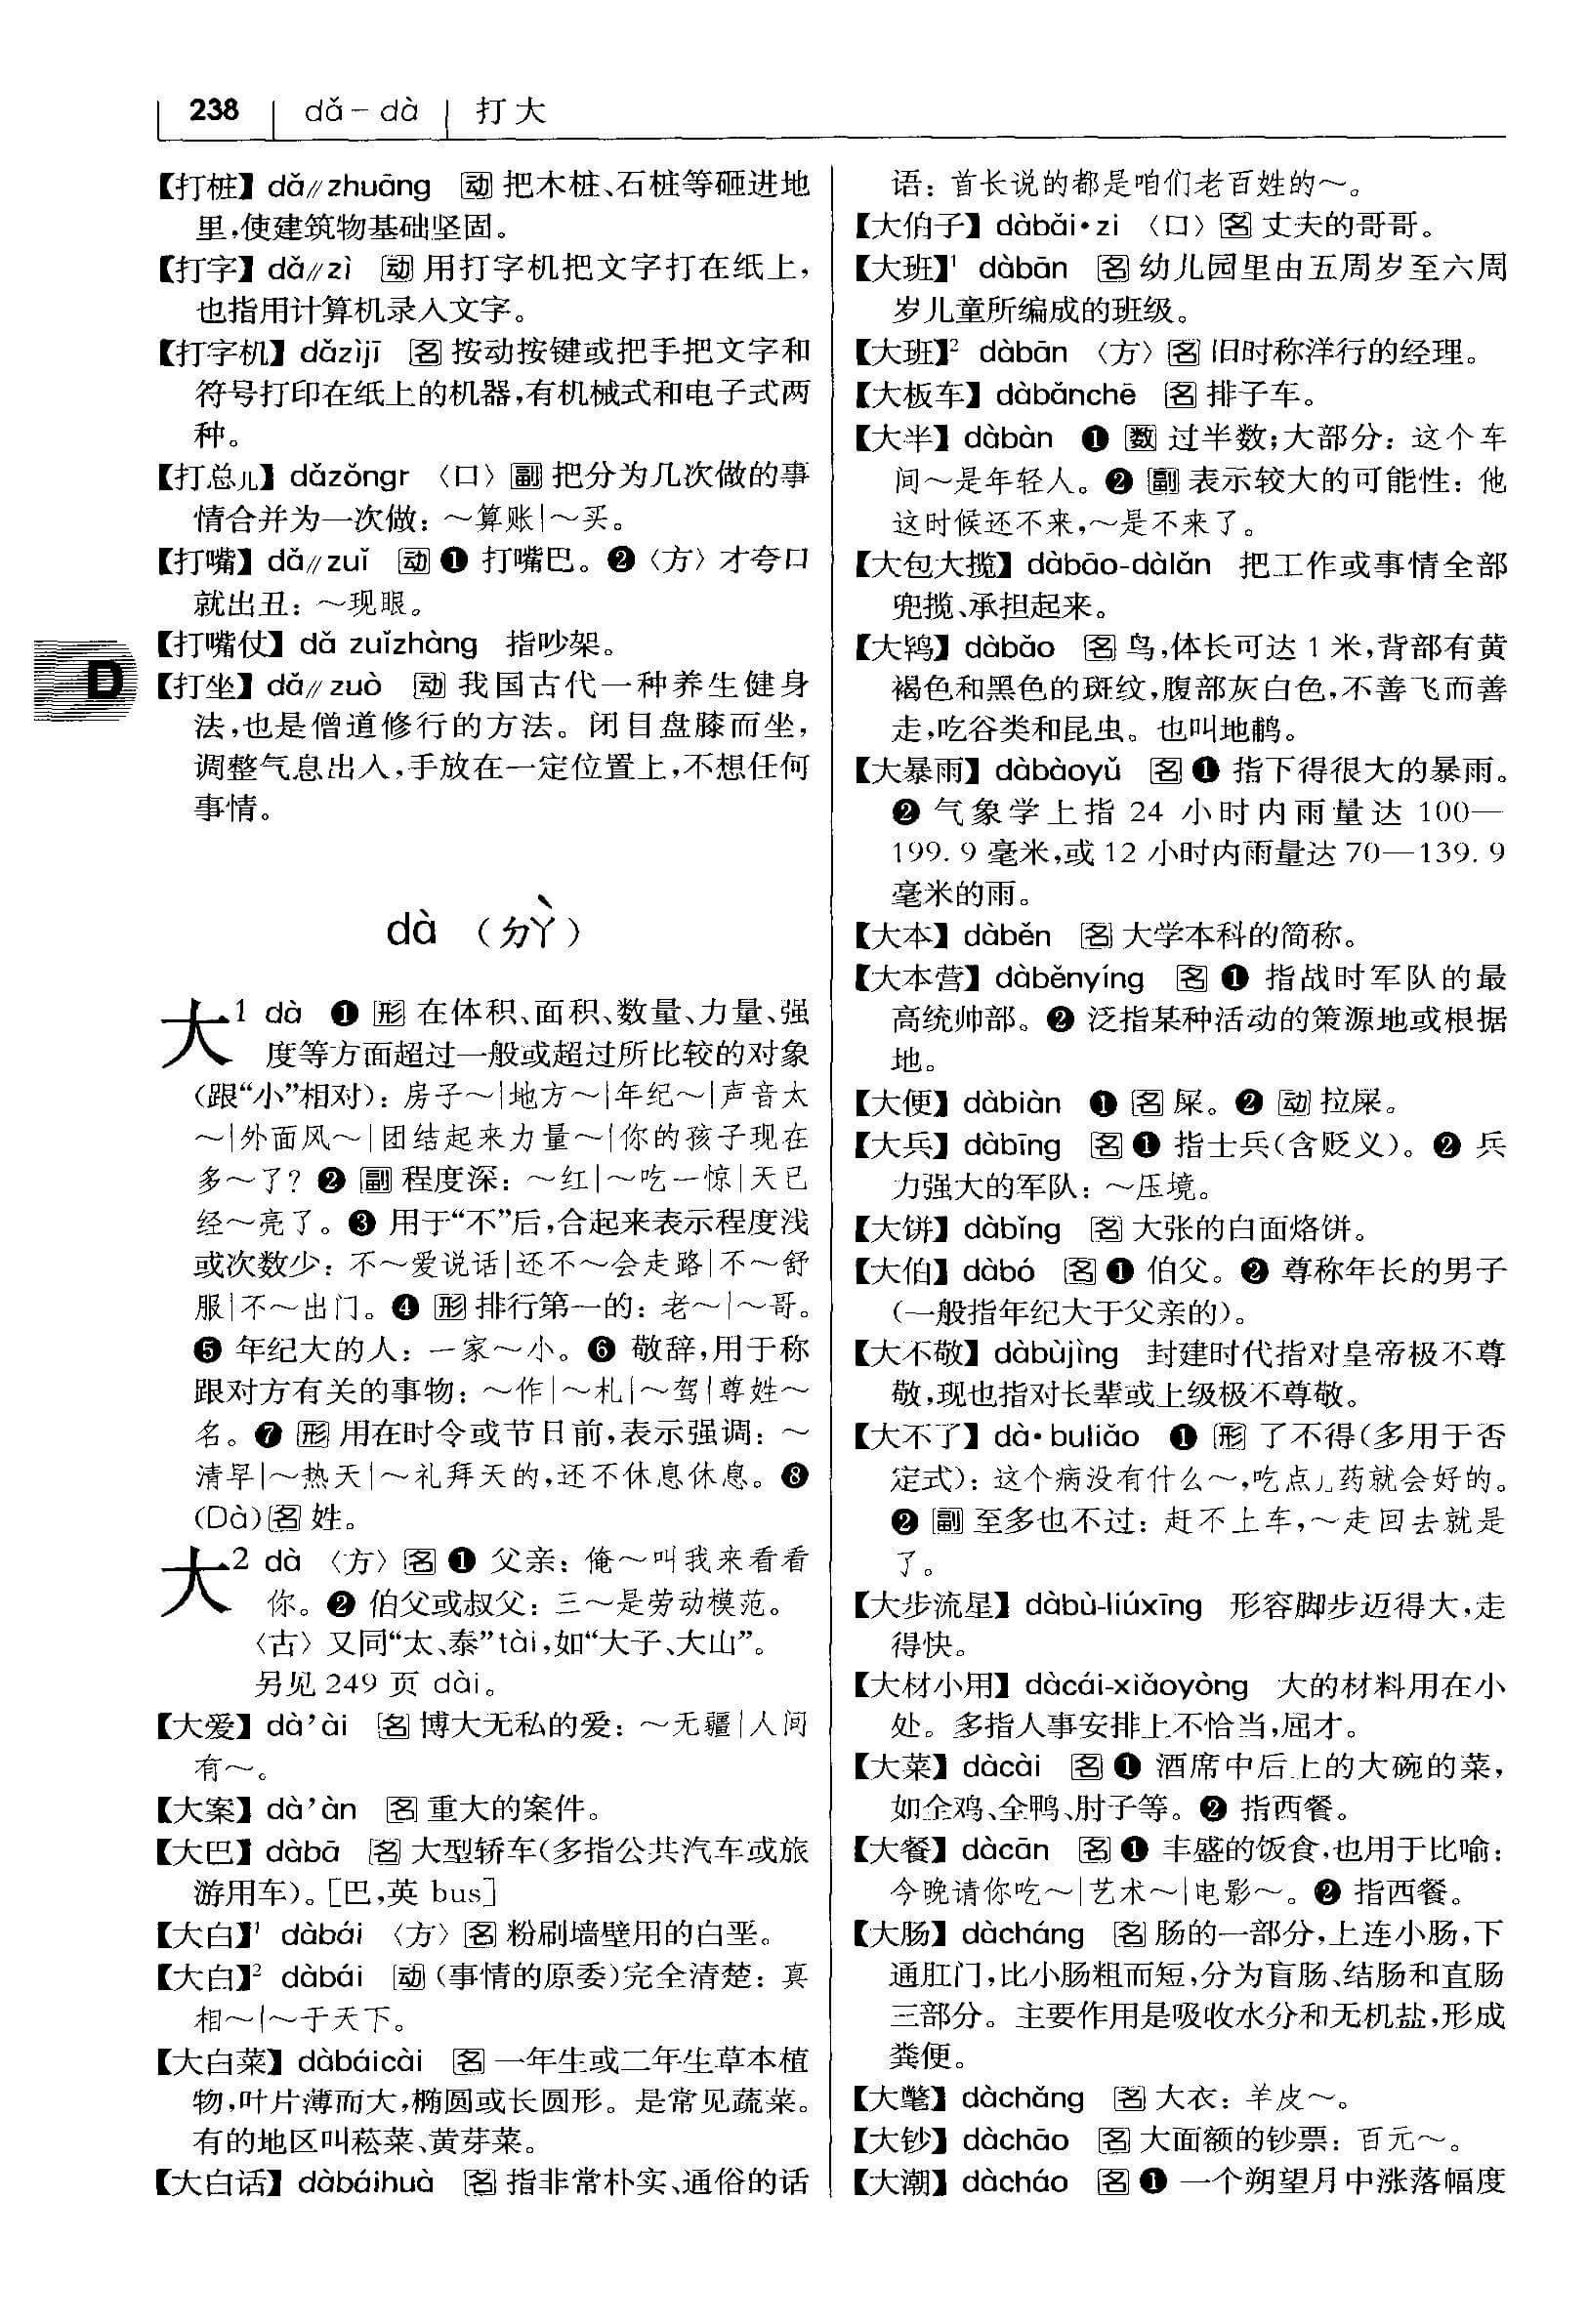 238 dǎ－dà 打大
【打桩】dǎ∥zhuāng 动 把木桩、石桩等砸进地
里,使建筑物基础坚固。
【打字】dǎ∥zì 动 用打字机把文字打在纸上,
也指用计算机录入文字。
【打字机】dǎzìjī 名 按动按键或把手把文字和
符号打印在纸上的机器,有机械式和电子式两
种。
【打总儿】dǎzǒngr 〈口〉副 把分为几次做的事
情合并为一次做：～算账|～买。
【打嘴】dǎ∥zuǐ 动 ❶ 打嘴巴。❷〈方〉才夸口
就出丑：～现眼。
【打嘴仗】dǎ zuǐzhàng 指吵架。
D
【打坐】dǎ∥zuò 动 我国古代一种养生健身
法,也是僧道修行的方法。闭目盘膝而坐,
调整气息出入,手放在一定位置上,不想任何
事情。
dà （ㄉㄚˋ）
大1 dà ❶ 形 在体积、面积、数量、力量、强
度等方面超过一般或超过所比较的对象
(跟“小”相对)：房子～|地方～|年纪～|声音太
～|外面风～|团结起来力量～|你的孩子现在
多～了? ❷ 副 程度深：～红|～吃一惊|天已
经～亮了。❸ 用于“不”后,合起来表示程度浅
或次数少：不～爱说话|还不～会走路|不～舒
服|不～出门。❹ 形 排行第一的：老～|～哥。
❺ 年纪大的人：一家～小。❻ 敬辞,用于称
跟对方有关的事物：～作|～札|～驾|尊姓～
名。❼ 形 用在时令或节日前,表示强调：～
清早|～热天|～礼拜天的,还不休息休息。❽
(Dà)名 姓。
大2 dà 〈方〉名 ❶ 父亲：俺～叫我来看看
你。❷ 伯父或叔父：三～是劳动模范。
〈古〉又同“太、泰”tài,如“大子、大山”。
另见 249 页 dài。
【大爱】dà’ài 名 博大无私的爱：～无疆|人间
有～。
【大案】dà’àn 名 重大的案件。
【大巴】dàbā 名 大型轿车(多指公共汽车或旅
游用车)。[巴,英 bus]
【大白】1 dàbái 〈方〉名 粉刷墙壁用的白垩。
【大白】2 dàbái 动 (事情的原委)完全清楚：真
相～|～于天下。
【大白菜】dàbáicài 名 一年生或二年生草本植
物,叶片薄而大,椭圆或长圆形。是常见蔬菜。
有的地区叫菘菜、黄芽菜。
【大白话】dàbáihuà 名 指非常朴实、通俗的话
语：首长说的都是咱们老百姓的～。
【大伯子】dàbǎi·zi 〈口〉名 丈夫的哥哥。
【大班】1 dàbān 名 幼儿园里由五周岁至六周
岁儿童所编成的班级。
【大班】2 dàbān 〈方〉名 旧时称洋行的经理。
【大板车】dàbǎnchē 名 排子车。
【大半】dàbàn ❶ 数 过半数;大部分：这个车
间～是年轻人。❷ 副 表示较大的可能性：他
这时候还不来,～是不来了。
【大包大揽】dàbāo-dàlǎn 把工作或事情全部
兜揽、承担起来。
【大鸨】dàbǎo 名 鸟,体长可达 1 米,背部有黄
褐色和黑色的斑纹,腹部灰白色,不善飞而善
走,吃谷类和昆虫。也叫地鵏。
【大暴雨】dàbàoyǔ 名 ❶ 指下得很大的暴雨。
❷ 气象学上指 24 小时内雨量达 100—
199.9 毫米,或 12 小时内雨量达 70—139.9
毫米的雨。
【大本】dàběn 名 大学本科的简称。
【大本营】dàběnyíng 名 ❶ 指战时军队的最
高统帅部。❷ 泛指某种活动的策源地或根据
地。
【大便】dàbiàn ❶ 名 屎。❷ 动 拉屎。
【大兵】dàbīng 名 ❶ 指士兵(含贬义)。❷ 兵
力强大的军队：～压境。
【大饼】dàbǐng 名 大张的白面烙饼。
【大伯】dàbó 名 ❶ 伯父。❷ 尊称年长的男子
(一般指年纪大于父亲的)。
【大不敬】dàbùjìng 封建时代指对皇帝极不尊
敬,现也指对长辈或上级极不尊敬。
【大不了】dà·buliǎo ❶ 形 了不得(多用于否
定式)：这个病没有什么～,吃点儿药就会好的。
❷ 副 至多也不过：赶不上车,～走回去就是
了。
【大步流星】dàbù-liúxīng 形容脚步迈得大,走
得快。
【大材小用】dàcái-xiǎoyòng 大的材料用在小
处。多指人事安排上不恰当,屈才。
【大菜】dàcài 名 ❶ 酒席中后上的大碗的菜,
如全鸡、全鸭、肘子等。❷ 指西餐。
【大餐】dàcān 名 ❶ 丰盛的饭食,也用于比喻：
今晚请你吃～|艺术～|电影～。❷ 指西餐。
【大肠】dàcháng 名 肠的一部分,上连小肠,下
通肛门,比小肠粗而短,分为盲肠、结肠和直肠
三部分。主要作用是吸收水分和无机盐,形成
粪便。
【大氅】dàchǎng 名 大衣：羊皮～。
【大钞】dàchāo 名 大面额的钞票：百元～。
【大潮】dàcháo 名 ❶ 一个朔望月中涨落幅度